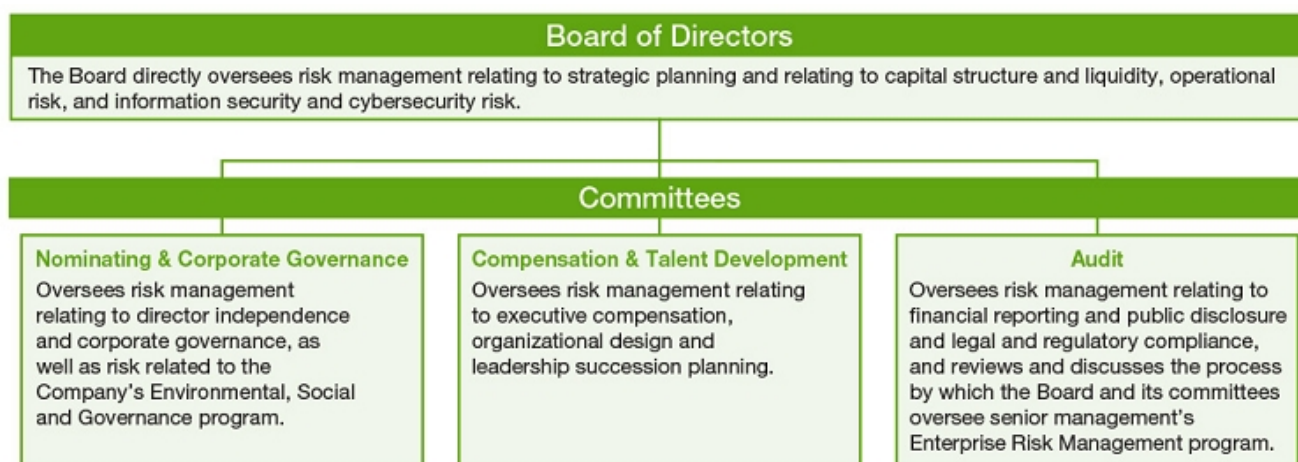 Board of Directors
The Board directly oversees risk management relating to strategic planning and relating to capital structure and liquidity, operational
risk, and information security and cybersecurity risk.
Committees
Nominating & Corporate Governance
Oversees risk management
relating to director independence
and corporate governance, as
well as risk related to the
Company's Environmental, Social
and Governance program.
Compensation & Talent Development
Oversees risk management relating
to executive compensation,
organizational design and
leadership succession planning.
Audit
Oversees risk management relating to
financial reporting and public disclosure
and legal and regulatory compliance,
and reviews and discusses the process
by which the Board and its committees
oversee senior management's
Enterprise Risk Management program.